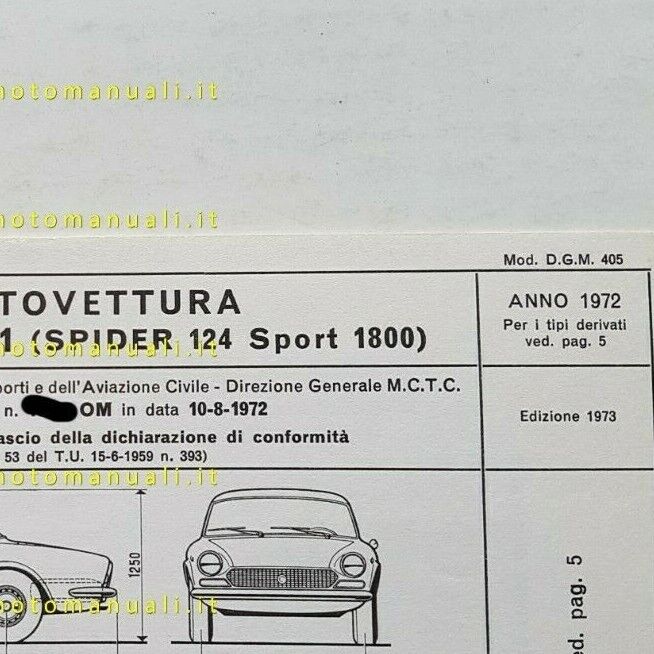 motomanuali.it
motomanuali.it
Mod. D.G.M. 405
TOVETTURA
1 (SPIDER 124 Sport 1800)
ANNO 1972
Per i tipi derivati
ved. pag. 5
motomanuali.it
porti e dell'Aviazione Civile - Direzione Generale M.C.T.C.
n. OM in data 10-8-1972
ascio della dichiarazione di conformità
53 del T.U. 15-6-1959 n. 393)
Edizione 1973
motomanuali.it
1250
ed. pag. 5
motomanuali.it